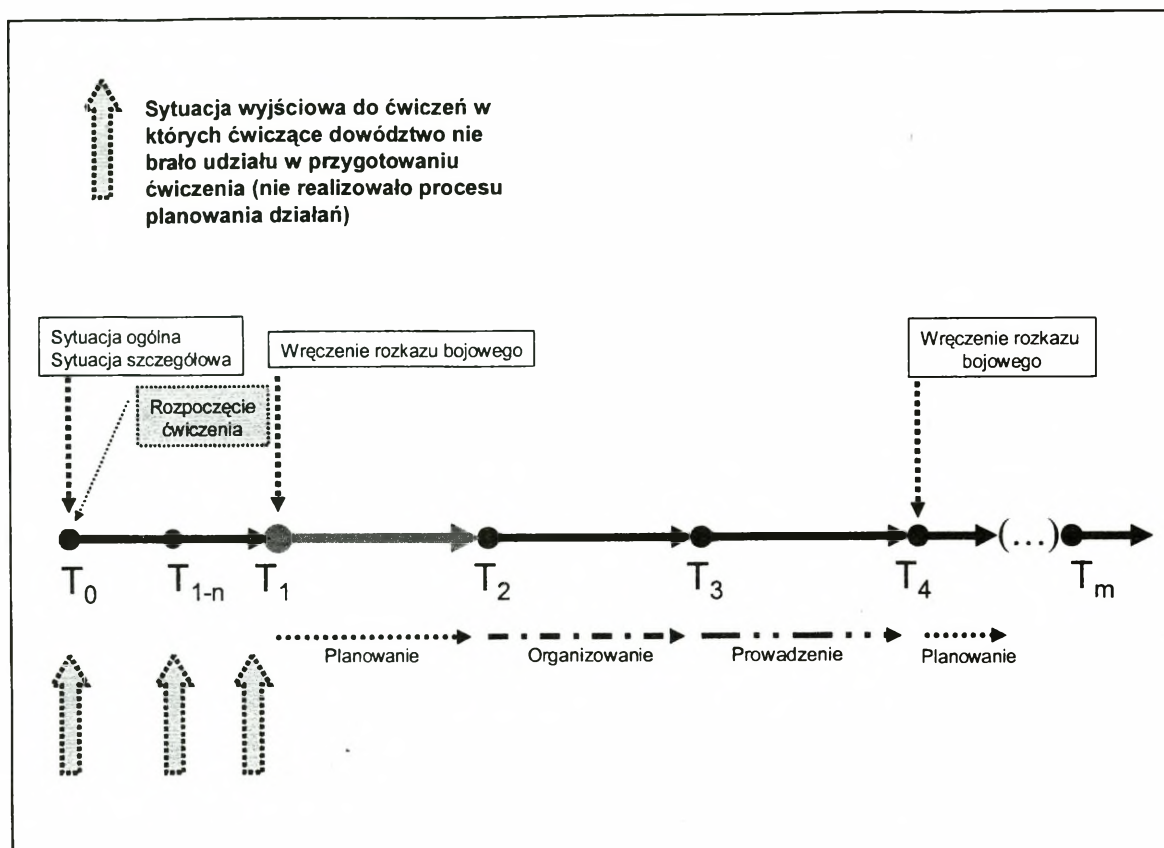 Sytuacja wyjściowa do ćwiczeń w
których ćwiczące dowództwo nie
brało udziału w przygotowaniu
ćwiczenia (nie realizowało procesu
planowania działań)
Sytuacja ogólna
Sytuacja szczegółowa
Wręczenie rozkazu bojowego
Wręczenie rozkazu
bojowego
Rozpoczęcie
ćwiczenia
(...)
T0 T1-n T1 T2 T3 T4 Tm
Planowanie Organizowanie Prowadzenie Planowanie